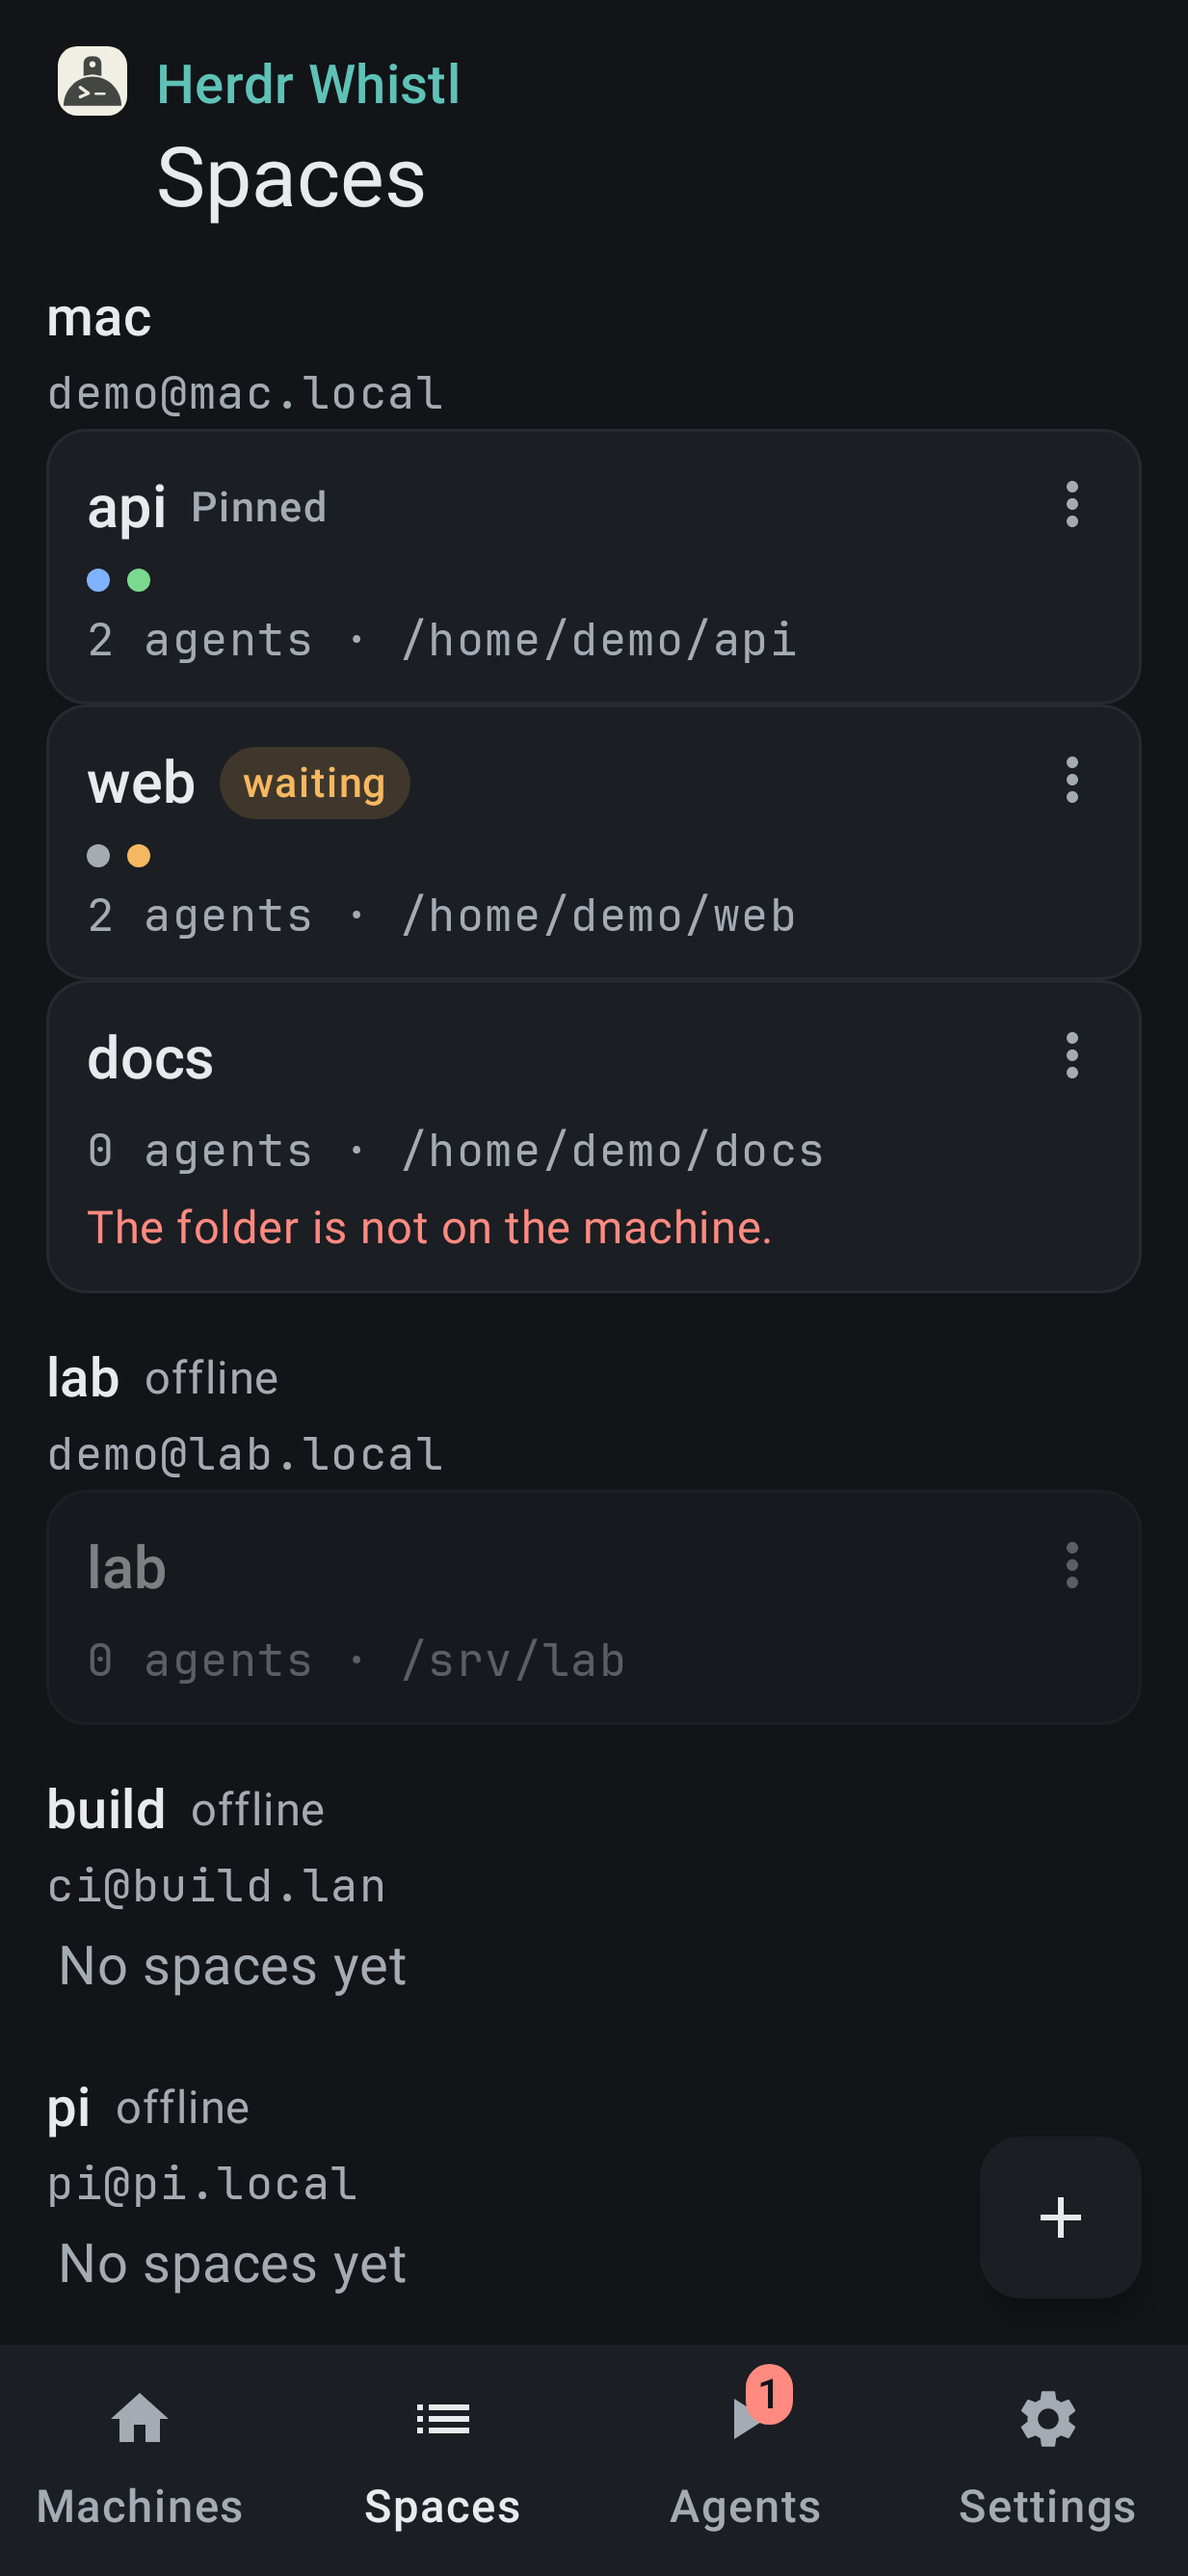 Herdr Whistl
Spaces
mac
demo@mac.local
api Pinned
2 agents · /home/demo/api
web waiting
2 agents · /home/demo/web
docs
0 agents · /home/demo/docs
The folder is not on the machine.
lab offline
demo@lab.local
lab
0 agents · /srv/lab
build offline
ci@build.lan
No spaces yet
pi offline
pi@pi.local
No spaces yet
1
Machines Spaces Agents Settings